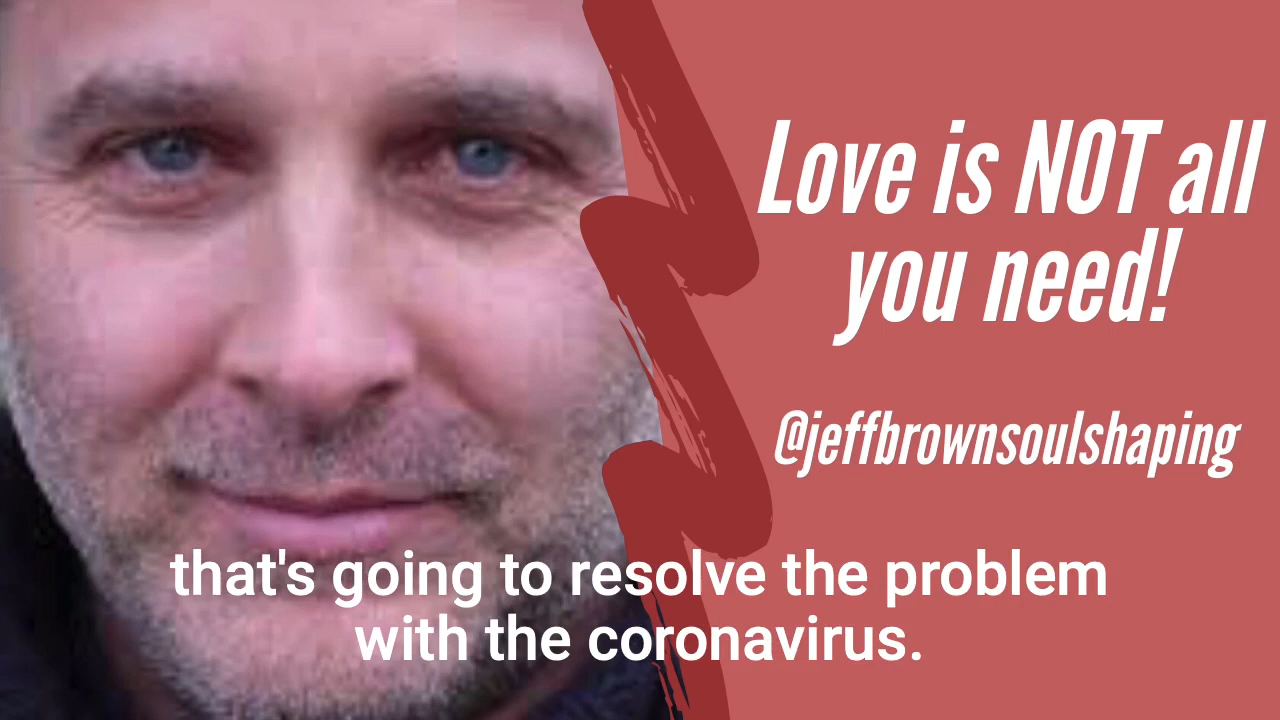 Love is NOT all
you need!
@jeffbrownsoulshaping
that's going to resolve the problem
with the coronavirus.